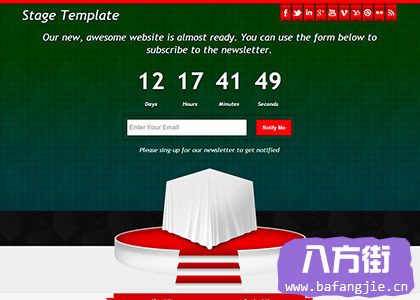 Stage Template
Our new, awesome website is almost ready. You can use the form below to
subscribe to the newsletter.
12 17 41 49
Days Hours Minutes Seconds
Enter Your Email Notify Me
Please sing-up for our newsletter to get notified
八方街
www.bafangjie.cn